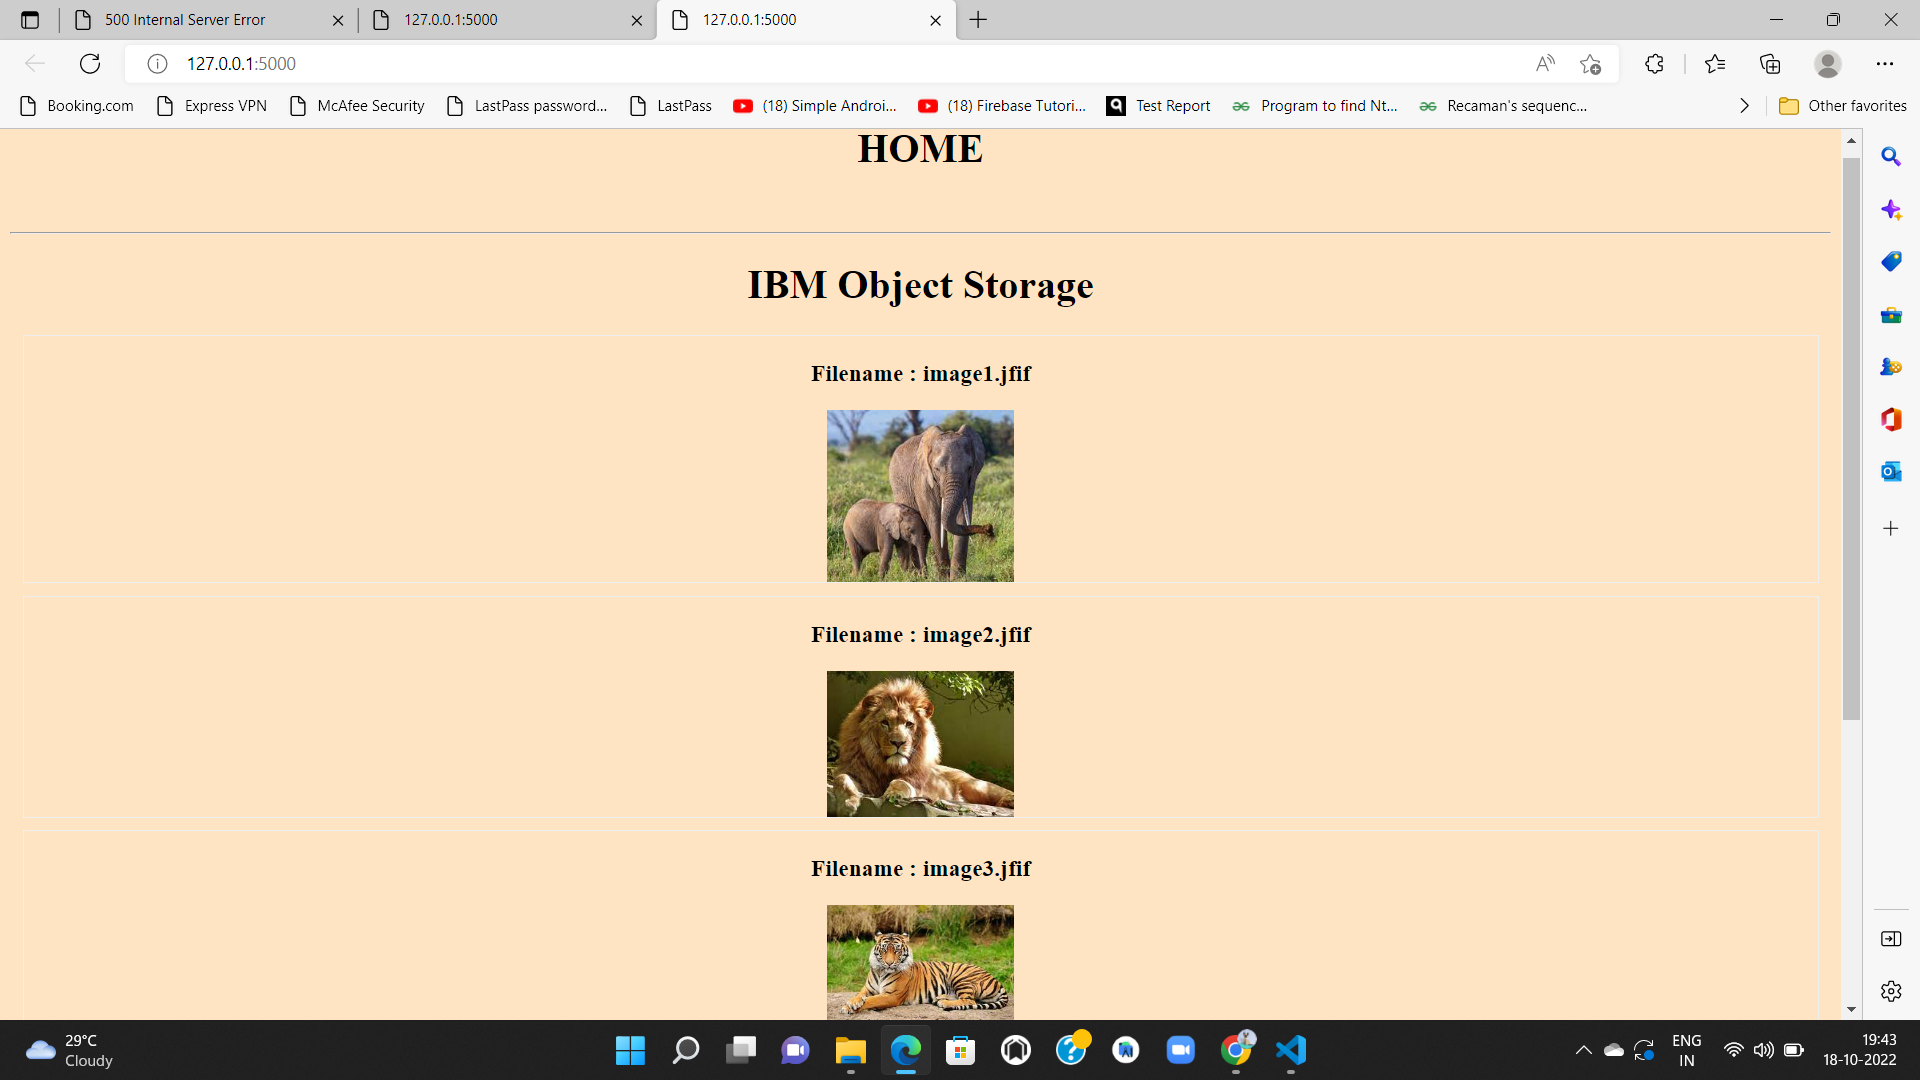 500 Internal Server Error
127.0.0.1:5000
127.0.0.1:5000
127.0.0.1:5000
Booking.com
Express VPN
McAfee Security
LastPass password...
LastPass
(18) Simple Androi...
(18) Firebase Tutori...
Test Report
Program to find Nt...
Recaman's sequenc...
Other favorites
HOME
IBM Object Storage
Filename : image1.jfif
Filename : image2.jfif
Filename : image3.jfif
29°C
Cloudy
ENG
IN
19:43
18-10-2022